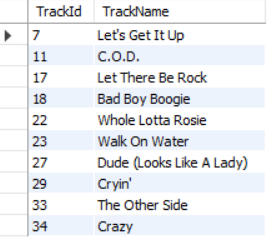 TrackId TrackName
7 Let's Get It Up
11 C.O.D.
17 Let There Be Rock
18 Bad Boy Boogie
22 Whole Lotta Rosie
23 Walk On Water
27 Dude (Looks Like A Lady)
29 Cryin'
33 The Other Side
34 Crazy